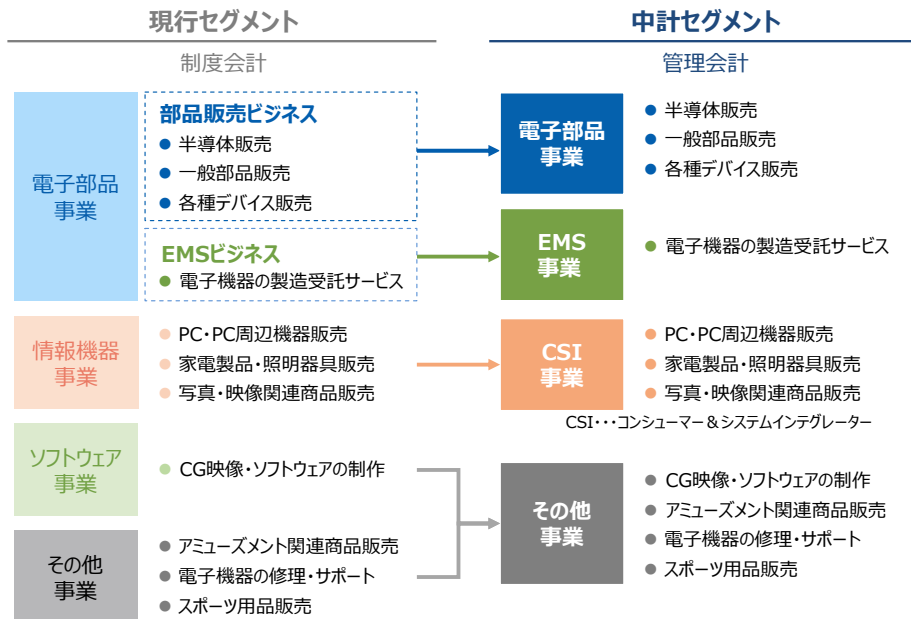 現行セグメント
制度会計
電子部品
事業
部品販売ビジネス
● 半導体販売
● 一般部品販売
● 各種デバイス販売
EMSビジネス
● 電子機器の製造受託サービス
情報機器
事業
● PC・PC周辺機器販売
● 家電製品・照明器具販売
● 写真・映像関連商品販売
ソフトウェア
事業
● CG映像・ソフトウェアの制作
その他
事業
● アミューズメント関連商品販売
● 電子機器の修理・サポート
● スポーツ用品販売
中計セグメント
管理会計
電子部品
事業
● 半導体販売
● 一般部品販売
● 各種デバイス販売
EMS
事業
● 電子機器の製造受託サービス
CSI
事業
● PC・PC周辺機器販売
● 家電製品・照明器具販売
● 写真・映像関連商品販売
CSI・・・コンシューマー＆システムインテグレーター
その他
事業
● CG映像・ソフトウェアの制作
● アミューズメント関連商品販売
● 電子機器の修理・サポート
● スポーツ用品販売